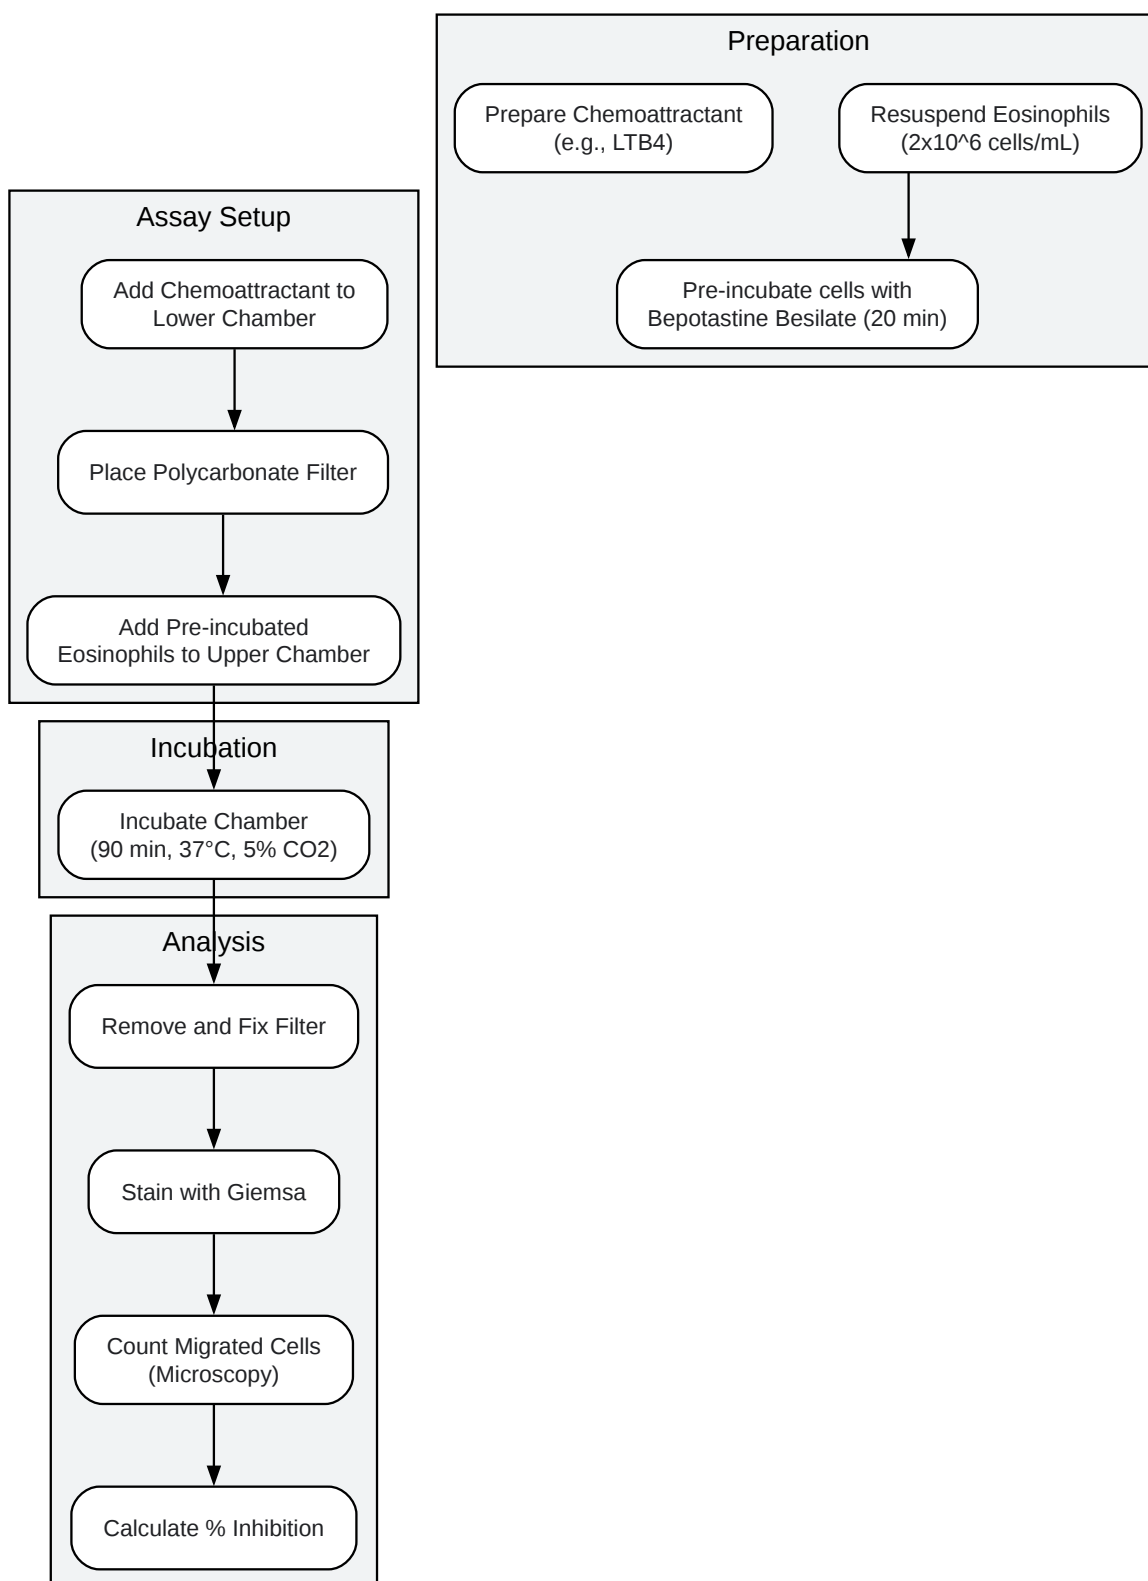 Preparation
Prepare Chemoattractant
(e.g., LTB4)
Resuspend Eosinophils
(2x10^6 cells/mL)
Pre-incubate cells with
Bepotastine Besilate (20 min)
Assay Setup
Add Chemoattractant to
Lower Chamber
Place Polycarbonate Filter
Add Pre-incubated
Eosinophils to Upper Chamber
Incubation
Incubate Chamber
(90 min, 37°C, 5% CO2)
Analysis
Remove and Fix Filter
Stain with Giemsa
Count Migrated Cells
(Microscopy)
Calculate % Inhibition